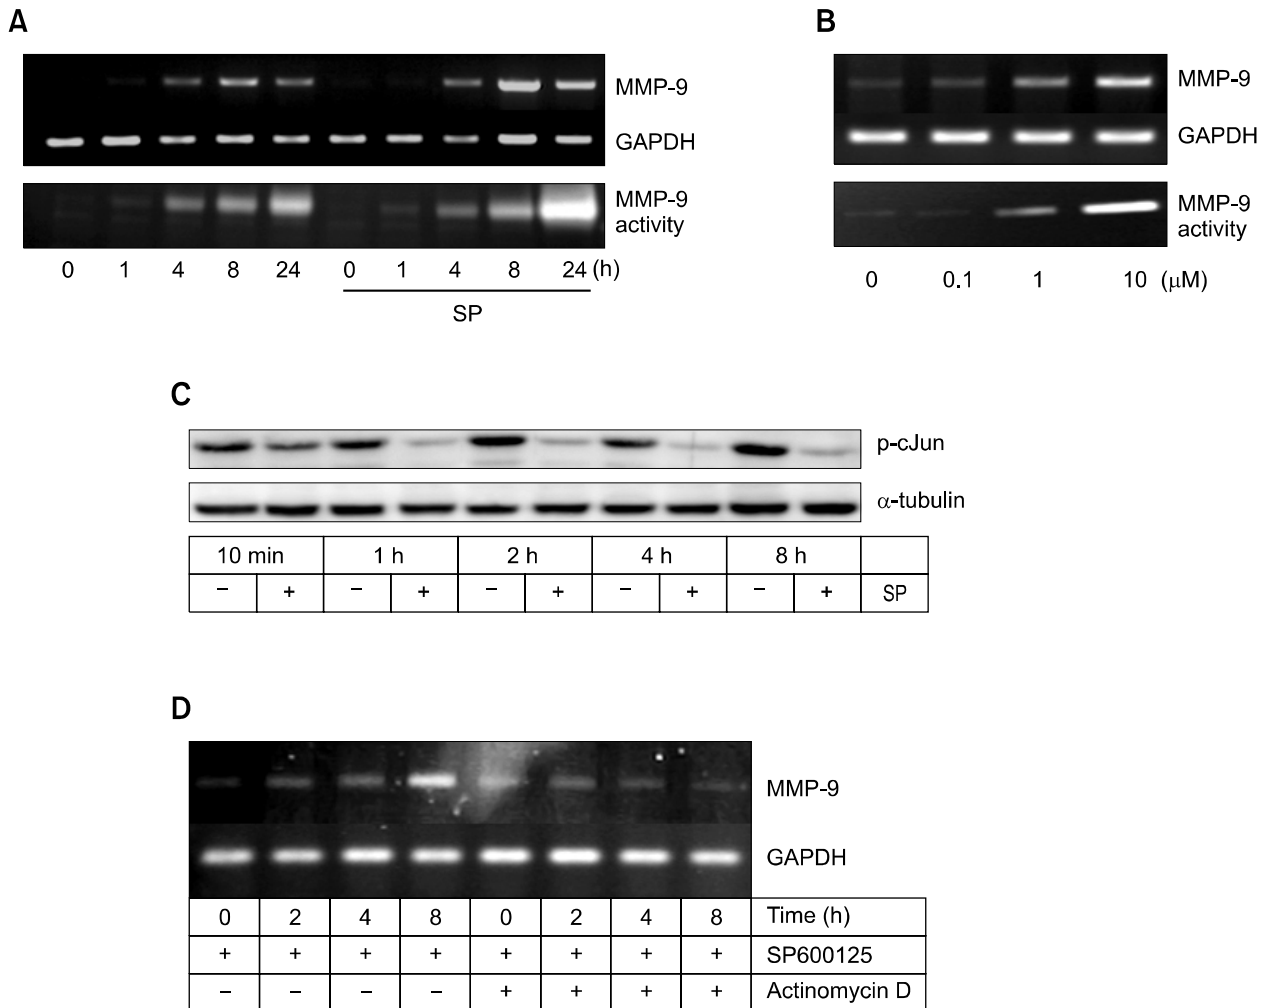 A
MMP-9
GAPDH
MMP-9
activity
0 1 4 8 24 0 1 4 8 24 (h)
SP
B
MMP-9
GAPDH
MMP-9
activity
0 0.1 1 10 (μM)
C
p-cJun
α-tubulin
10 min 1 h 2 h 4 h 8 h
− + − + − + − + − + SP
D
MMP-9
GAPDH
0 2 4 8 0 2 4 8 Time (h)
+ + + + + + + + SP600125
− − − − + + + + Actinomycin D